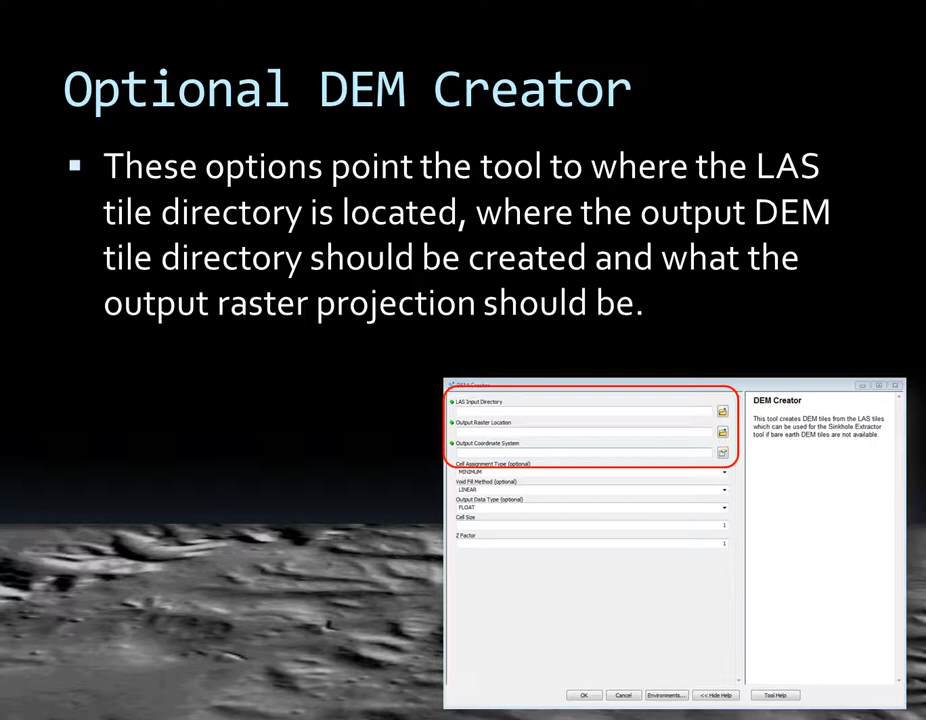 Optional DEM Creator
These options point the tool to where the LAS
tile directory is located, where the output DEM
tile directory should be created and what the
output raster projection should be.
DEM Creator
LAS Input Directory
Output Raster Location
Output Coordinate System
Cell Assignment Type (optional)
MINIMUM
Void Fill Method (optional)
LINEAR
Output Data Type (optional)
FLOAT
Cell Size
1
Z Factor
1
DEM Creator
This tool creates DEM tiles from the LAS tiles
which can be used for the Sinkhole Extractor
tool if bare earth DEM tiles are not available.
OK
Cancel
Environments...
<< Hide Help
Tool Help